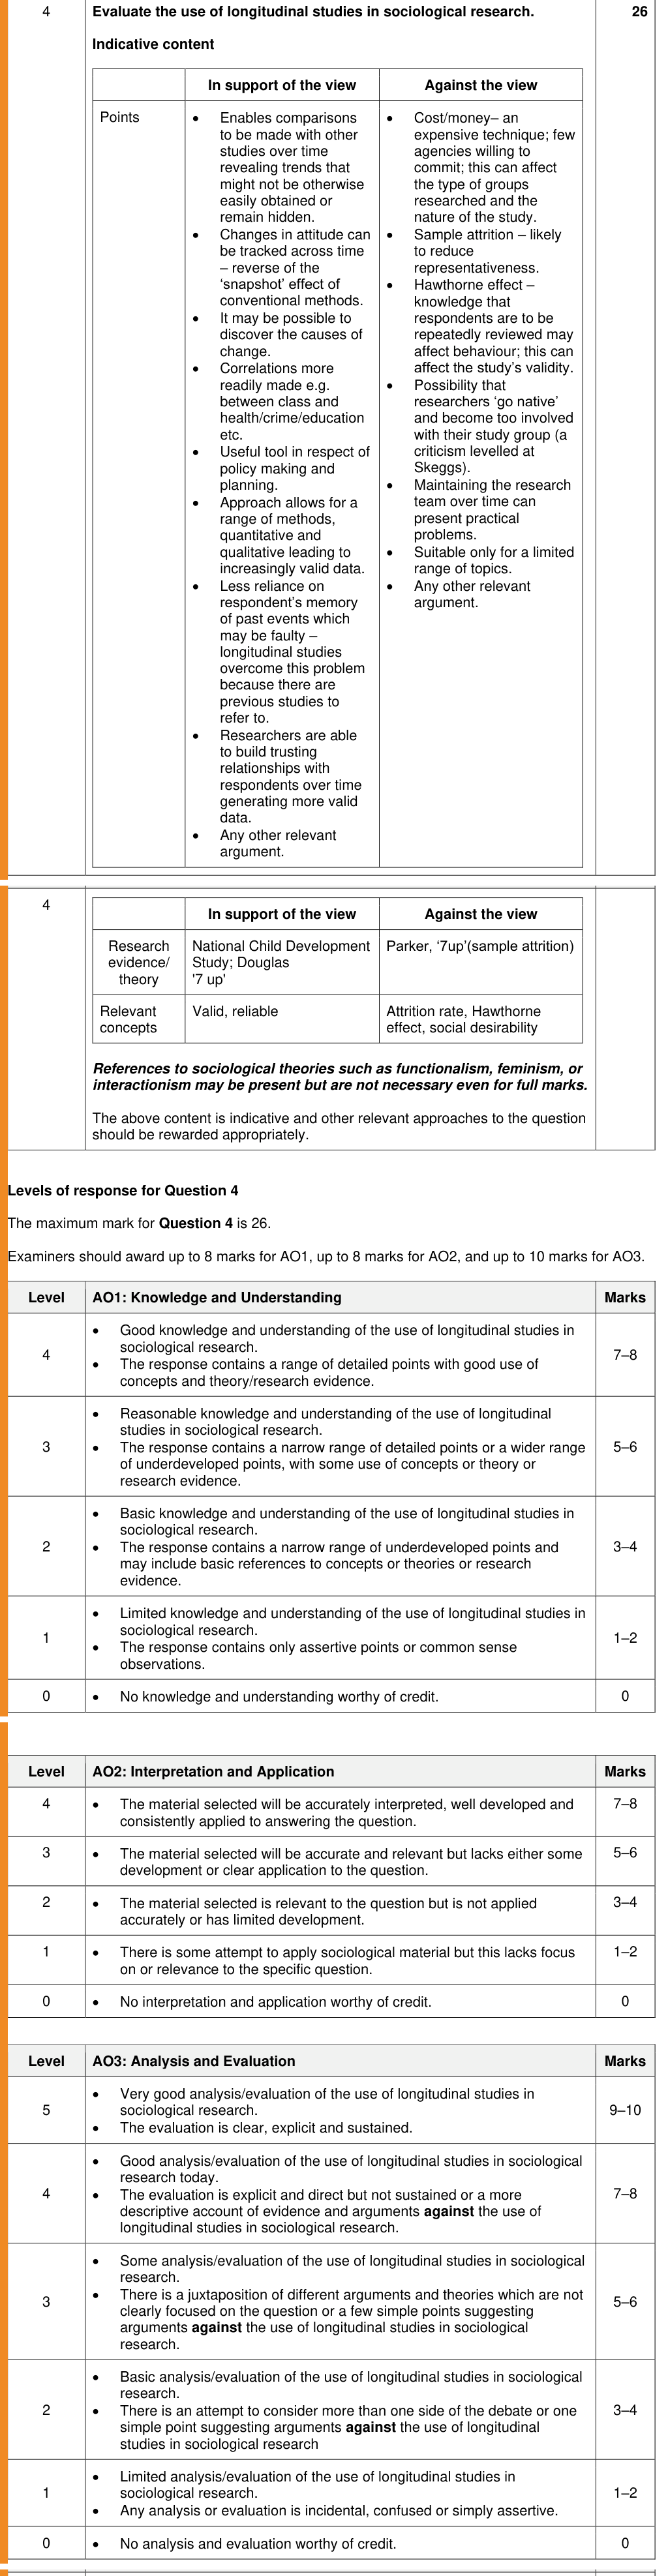 4
Evaluate the use of longitudinal studies in sociological research.
26
Indicative content
In support of the view
Against the view
Points
• Enables comparisons
to be made with other
studies over time
revealing trends that
might not be otherwise
easily obtained or
remain hidden.
• Changes in attitude can
be tracked across time
– reverse of the
‘snapshot’ effect of
conventional methods.
• It may be possible to
discover the causes of
change.
• Correlations more
readily made e.g.
between class and
health/crime/education
etc.
• Useful tool in respect of
policy making and
planning.
• Approach allows for a
range of methods,
quantitative and
qualitative leading to
increasingly valid data.
• Less reliance on
respondent’s memory
of past events which
may be faulty –
longitudinal studies
overcome this problem
because there are
previous studies to
refer to.
• Researchers are able
to build trusting
relationships with
respondents over time
generating more valid
data.
• Any other relevant
argument.
• Cost/money– an
expensive technique; few
agencies willing to
commit; this can affect
the type of groups
researched and the
nature of the study.
• Sample attrition – likely
to reduce
representativeness.
• Hawthorne effect –
knowledge that
respondents are to be
repeatedly reviewed may
affect behaviour; this can
affect the study’s validity.
• Possibility that
researchers ‘go native’
and become too involved
with their study group (a
criticism levelled at
Skeggs).
• Maintaining the research
team over time can
present practical
problems.
• Suitable only for a limited
range of topics.
• Any other relevant
argument.
4
In support of the view
Against the view
Research
evidence/
theory
National Child Development
Study; Douglas
'7 up'
Parker, ‘7up’(sample attrition)
Relevant
concepts
Valid, reliable
Attrition rate, Hawthorne
effect, social desirability
References to sociological theories such as functionalism, feminism, or
interactionism may be present but are not necessary even for full marks.
The above content is indicative and other relevant approaches to the question
should be rewarded appropriately.
Levels of response for Question 4
The maximum mark for Question 4 is 26.
Examiners should award up to 8 marks for AO1, up to 8 marks for AO2, and up to 10 marks for AO3.
Level
AO1: Knowledge and Understanding
Marks
4
• Good knowledge and understanding of the use of longitudinal studies in
sociological research.
• The response contains a range of detailed points with good use of
concepts and theory/research evidence.
7–8
3
• Reasonable knowledge and understanding of the use of longitudinal
studies in sociological research.
• The response contains a narrow range of detailed points or a wider range
of underdeveloped points, with some use of concepts or theory or
research evidence.
5–6
2
• Basic knowledge and understanding of the use of longitudinal studies in
sociological research.
• The response contains a narrow range of underdeveloped points and
may include basic references to concepts or theories or research
evidence.
3–4
1
• Limited knowledge and understanding of the use of longitudinal studies in
sociological research.
• The response contains only assertive points or common sense
observations.
1–2
0
• No knowledge and understanding worthy of credit.
0
Level
AO2: Interpretation and Application
Marks
4
• The material selected will be accurately interpreted, well developed and
consistently applied to answering the question.
7–8
3
• The material selected will be accurate and relevant but lacks either some
development or clear application to the question.
5–6
2
• The material selected is relevant to the question but is not applied
accurately or has limited development.
3–4
1
• There is some attempt to apply sociological material but this lacks focus
on or relevance to the specific question.
1–2
0
• No interpretation and application worthy of credit.
0
Level
AO3: Analysis and Evaluation
Marks
5
• Very good analysis/evaluation of the use of longitudinal studies in
sociological research.
• The evaluation is clear, explicit and sustained.
9–10
4
• Good analysis/evaluation of the use of longitudinal studies in sociological
research today.
• The evaluation is explicit and direct but not sustained or a more
descriptive account of evidence and arguments against the use of
longitudinal studies in sociological research.
7–8
3
• Some analysis/evaluation of the use of longitudinal studies in sociological
research.
• There is a juxtaposition of different arguments and theories which are not
clearly focused on the question or a few simple points suggesting
arguments against the use of longitudinal studies in sociological
research.
5–6
2
• Basic analysis/evaluation of the use of longitudinal studies in sociological
research.
• There is an attempt to consider more than one side of the debate or one
simple point suggesting arguments against the use of longitudinal
studies in sociological research
3–4
1
• Limited analysis/evaluation of the use of longitudinal studies in
sociological research.
• Any analysis or evaluation is incidental, confused or simply assertive.
1–2
0
• No analysis and evaluation worthy of credit.
0